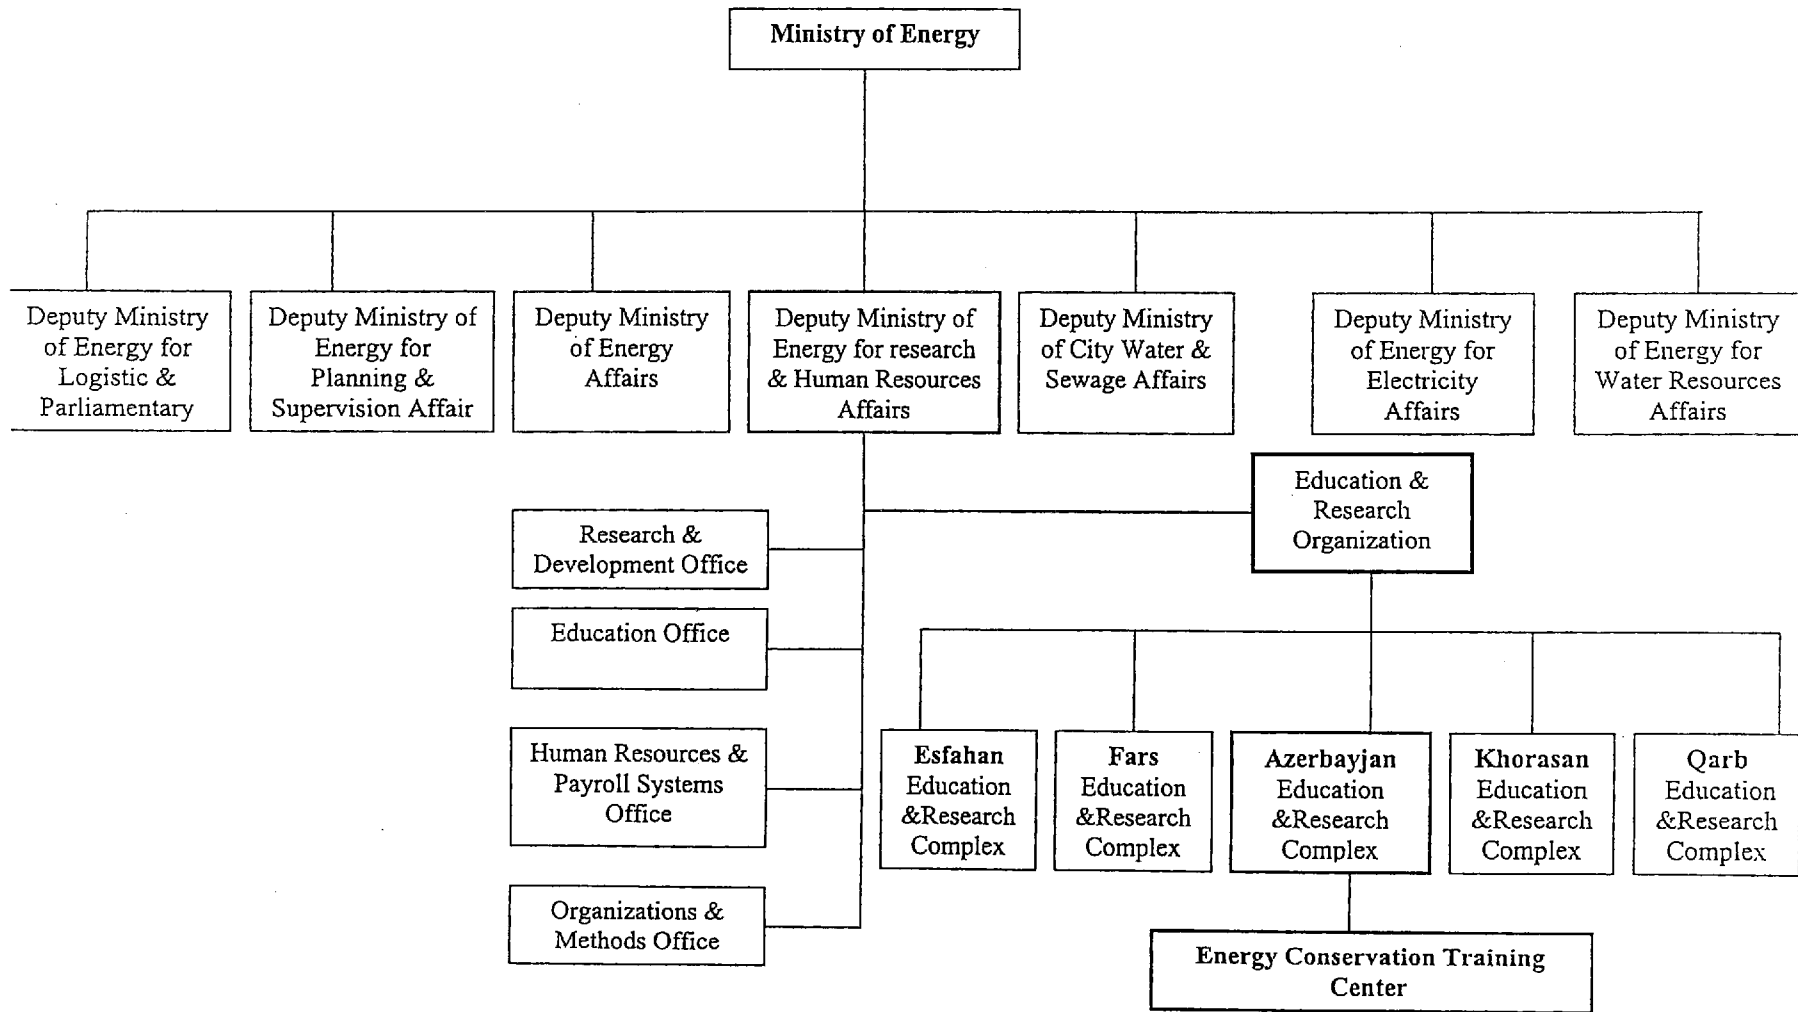 Ministry of Energy
Deputy Ministry
of Energy for
Logistic &
Parliamentary
Deputy Ministry of
Energy for
Planning &
Supervision Affair
Deputy Ministry
of Energy
Affairs
Deputy Ministry of
Energy for research
& Human Resources
Affairs
Deputy Ministry
of City Water &
Sewage Affairs
Deputy Ministry
of Energy for
Electricity
Affairs
Deputy Ministry
of Energy for
Water Resources
Affairs
Education &
Research
Organization
Research &
Development Office
Education Office
Human Resources &
Payroll Systems
Office
Organizations &
Methods Office
Esfahan
Education
&Research
Complex
Fars
Education
&Research
Complex
Azerbayjan
Education
&Research
Complex
Khorasan
Education
&Research
Complex
Qarb
Education
&Research
Complex
Energy Conservation Training
Center